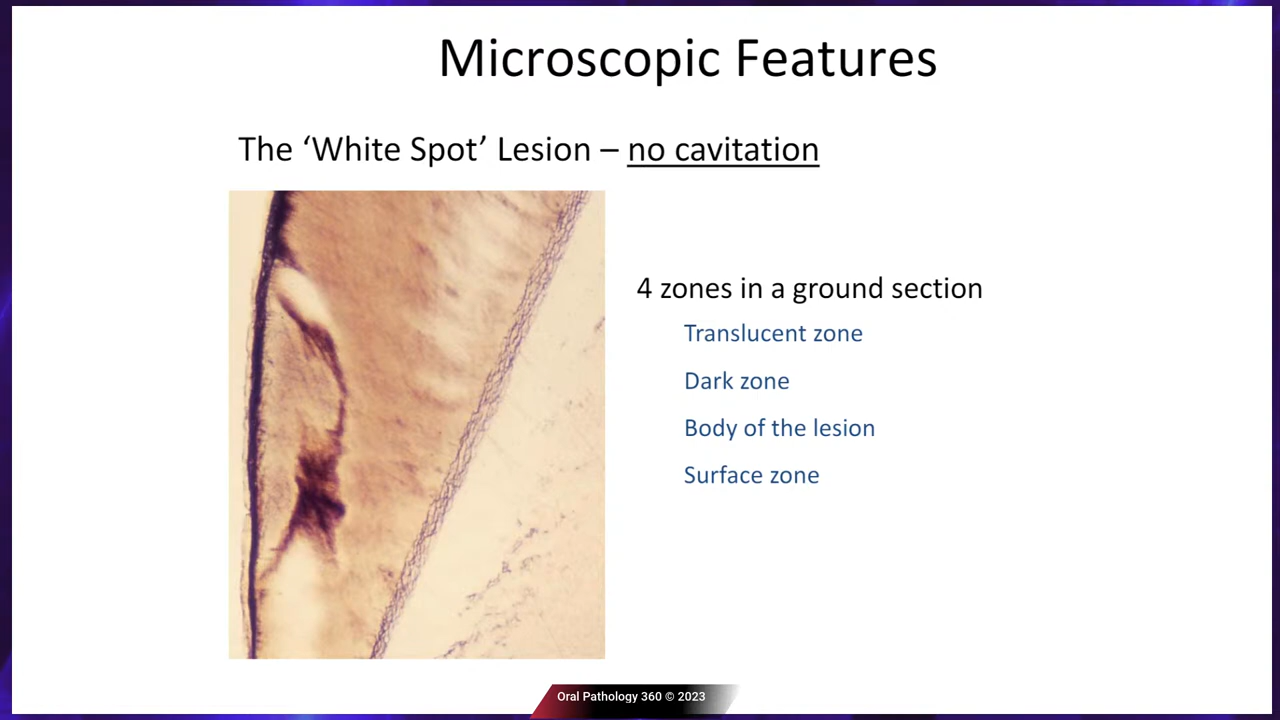 Microscopic Features
The ‘White Spot’ Lesion – no cavitation
4 zones in a ground section
Translucent zone
Dark zone
Body of the lesion
Surface zone
Oral Pathology 360 © 2023